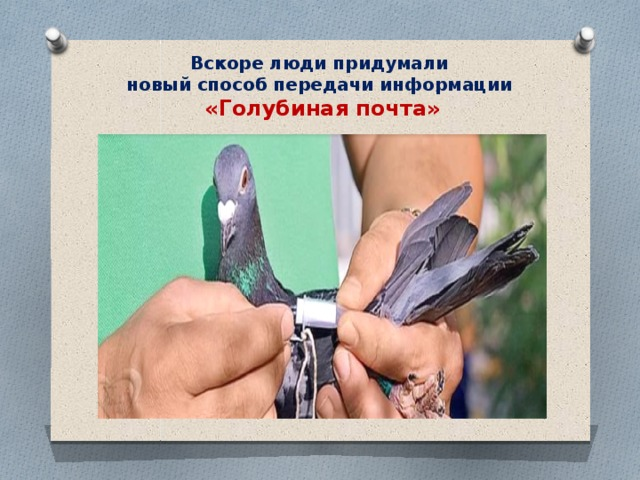 Вскоре люди придумали
новый способ передачи информации
«Голубиная почта»